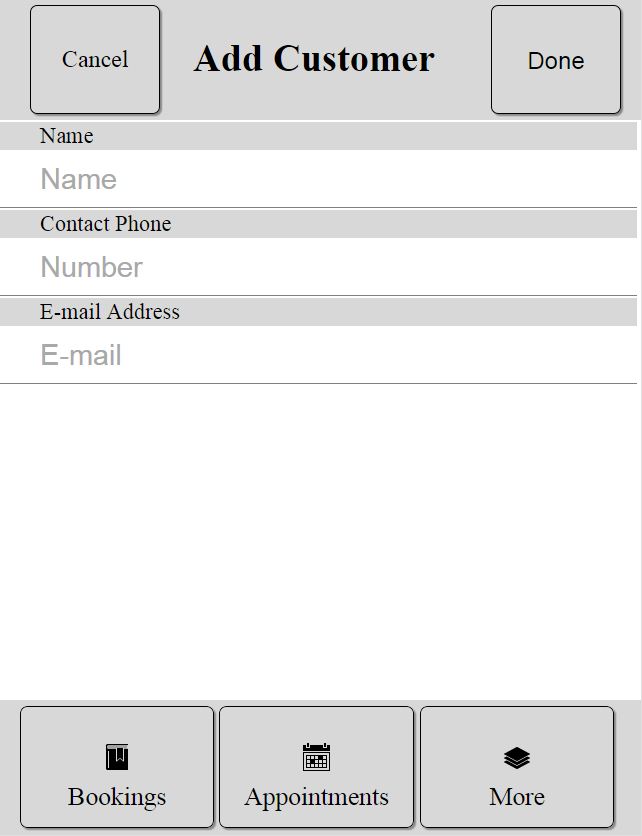 Cancel Add Customer Done
Name
Name
Contact Phone
Number
E-mail Address
E-mail
Bookings Appointments More